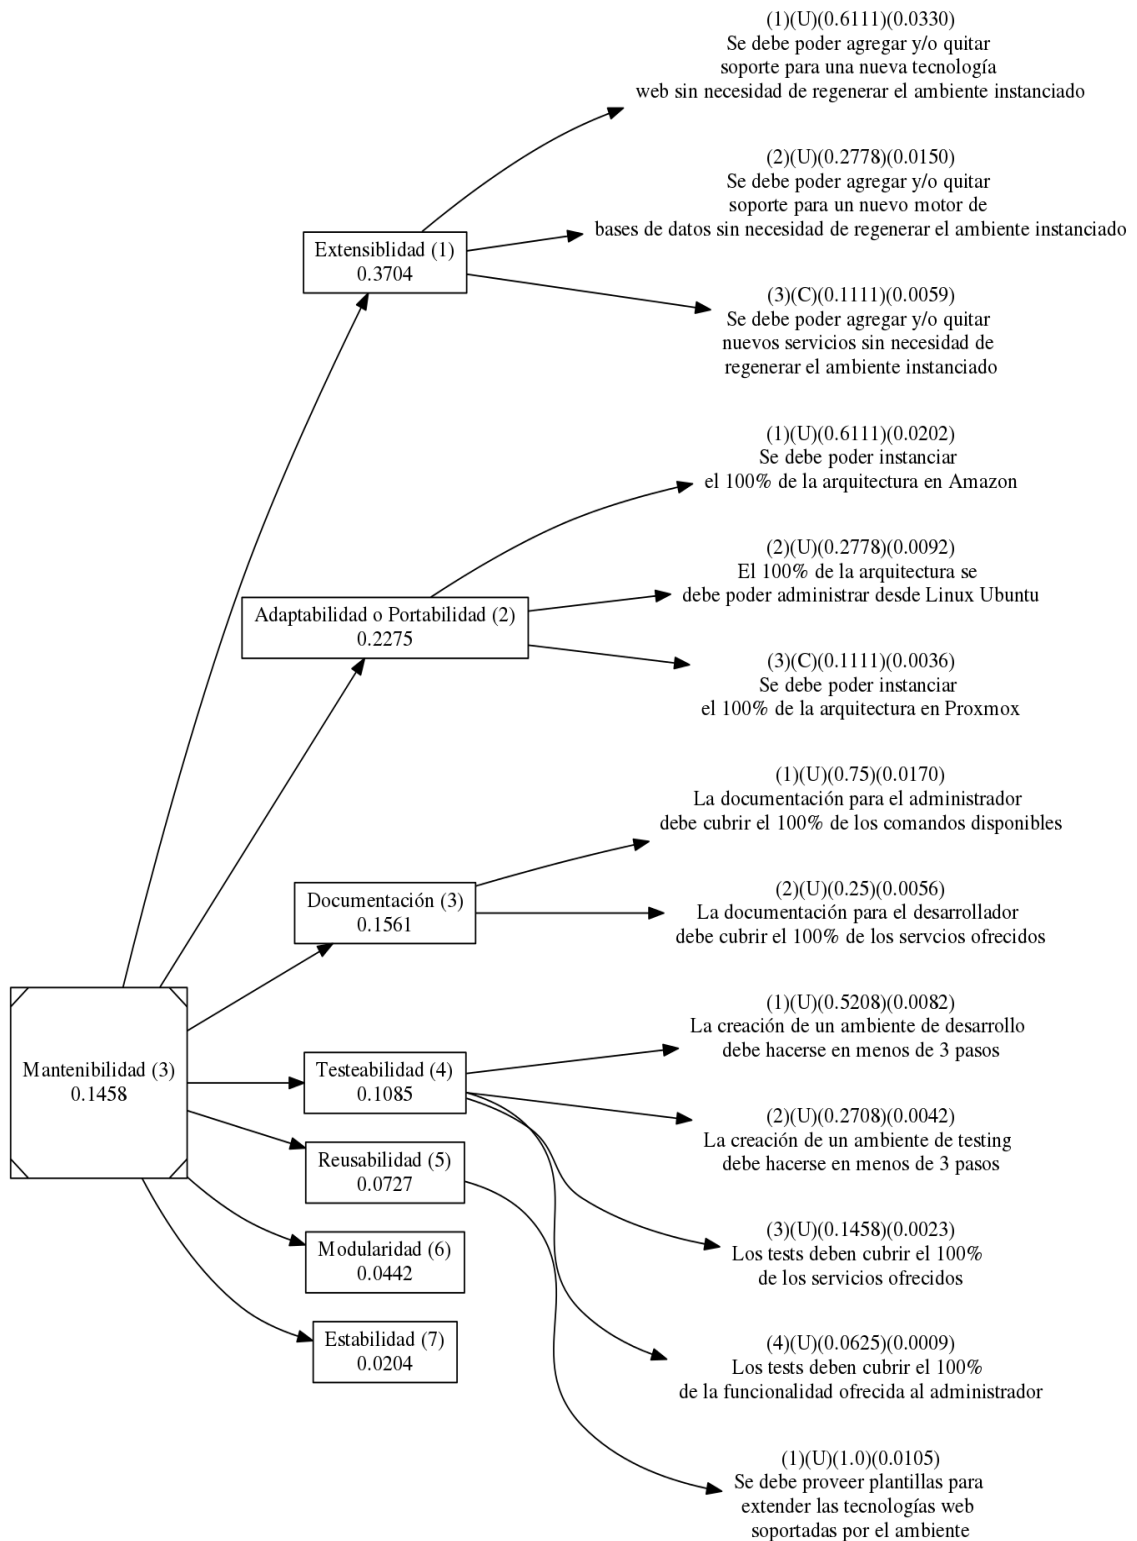 (1)(U)(0.6111)(0.0330)
Se debe poder agregar y/o quitar
soporte para una nueva tecnología
web sin necesidad de regenerar el ambiente instanciado
(2)(U)(0.2778)(0.0150)
Se debe poder agregar y/o quitar
soporte para un nuevo motor de
bases de datos sin necesidad de regenerar el ambiente instanciado
Extensiblidad (1)
0.3704
(3)(C)(0.1111)(0.0059)
Se debe poder agregar y/o quitar
nuevos servicios sin necesidad de
regenerar el ambiente instanciado
(1)(U)(0.6111)(0.0202)
Se debe poder instanciar
el 100% de la arquitectura en Amazon
(2)(U)(0.2778)(0.0092)
El 100% de la arquitectura se
debe poder administrar desde Linux Ubuntu
Adaptabilidad o Portabilidad (2)
0.2275
(3)(C)(0.1111)(0.0036)
Se debe poder instanciar
el 100% de la arquitectura en Proxmox
(1)(U)(0.75)(0.0170)
La documentación para el administrador
debe cubrir el 100% de los comandos disponibles
Documentación (3)
0.1561
(2)(U)(0.25)(0.0056)
La documentación para el desarrollador
debe cubrir el 100% de los servcios ofrecidos
Mantenibilidad (3)
0.1458
(1)(U)(0.5208)(0.0082)
La creación de un ambiente de desarrollo
debe hacerse en menos de 3 pasos
Testeabilidad (4)
0.1085
(2)(U)(0.2708)(0.0042)
La creación de un ambiente de testing
debe hacerse en menos de 3 pasos
Reusabilidad (5)
0.0727
(3)(U)(0.1458)(0.0023)
Los tests deben cubrir el 100%
de los servicios ofrecidos
Modularidad (6)
0.0442
Estabilidad (7)
0.0204
(4)(U)(0.0625)(0.0009)
Los tests deben cubrir el 100%
de la funcionalidad ofrecida al administrador
(1)(U)(1.0)(0.0105)
Se debe proveer plantillas para
extender las tecnologías web
soportadas por el ambiente